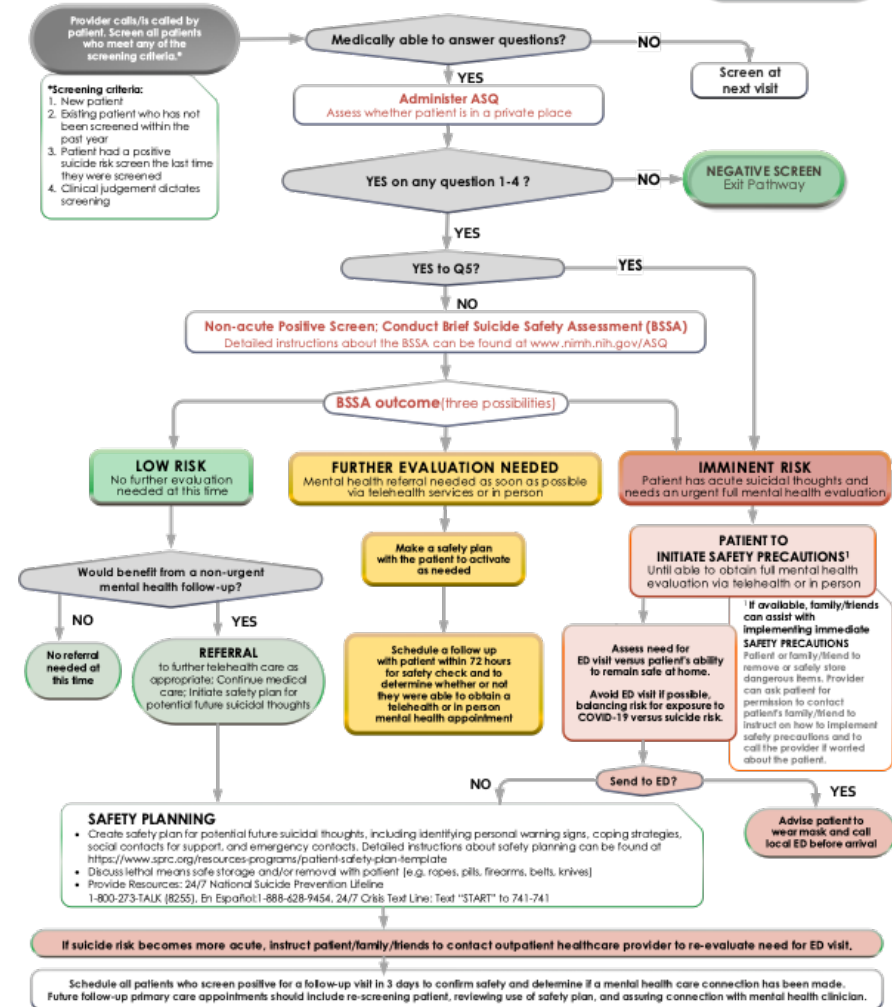 Provider calls/is called by
patient. Screen all patients
who meet any of the
screening criteria.*
Medically able to answer questions?
NO
Screen at
next visit
YES
*Screening criteria:
1. New patient
2. Existing patient who has not
been screened within the
past year
3. Patient had a positive
suicide risk screen the last time
they were screened
4. Clinical judgement dictates
screening
Administer ASQ
Assess whether patient is in a private place
YES on any question 1-4 ?
NO
NEGATIVE SCREEN
Exit Pathway
YES
YES to Q5?
YES
NO
Non-acute Positive Screen; Conduct Brief Suicide Safety Assessment (BSSA)
Detailed instructions about the BSSA can be found at www.nimh.nih.gov/ASQ
BSSA outcome(three possibilities)
LOW RISK
No further evaluation
needed at this time
FURTHER EVALUATION NEEDED
Mental health referral needed as soon as possible
via telehealth services or in person
IMMINENT RISK
Patient has acute suicidal thoughts and
needs an urgent full mental health evaluation
Would benefit from a non-urgent
mental health follow-up?
NO
YES
No referral
needed at
this time
REFERRAL
to further telehealth care as
appropriate; Continue medical
care; Initiate safety plan for
potential future suicidal thoughts
Make a safety plan
with the patient to activate
as needed
Schedule a follow up
with patient within 72 hours
for safety check and to
determine whether or not
they were able to obtain a
telehealth or in person
mental health appointment
PATIENT TO
INITIATE SAFETY PRECAUTIONS¹
Until able to obtain full mental health
evaluation via telehealth or in person
Assess need for
ED visit versus patient's ability
to remain safe at home.
Avoid ED visit if possible,
balancing risk for exposure to
COVID-19 versus suicide risk.
¹ If available, family/friends
can assist with
implementing immediate
SAFETY PRECAUTIONS
Patient or family/friend to
remove or safely store
dangerous items. Provider
can ask patient for
permission to contact
patient's family/friend to
instruct on how to implement
safety precautions and to
call the provider if worried
about the patient.
Send to ED?
NO
YES
Advise patient to
wear mask and call
local ED before arrival
SAFETY PLANNING
• Create safety plan for potential future suicidal thoughts, including identifying personal warning signs, coping strategies,
social contacts for support, and emergency contacts. Detailed instructions about safety planning can be found at
https://www.sprc.org/resources-programs/patient-safety-plan-template
• Discuss lethal means safe storage and/or removal with patient (e.g. ropes, pills, firearms, belts, knives)
• Provide Resources: 24/7 National Suicide Prevention Lifeline
1-800-273-TALK (8255), En Español:1-888-628-9454, 24/7 Crisis Text Line: Text "START" to 741-741
If suicide risk becomes more acute, instruct patient/family/friends to contact outpatient healthcare provider to re-evaluate need for ED visit.
Schedule all patients who screen positive for a follow-up visit in 3 days to confirm safety and determine if a mental health care connection has been made.
Future follow-up primary care appointments should include re-screening patient, reviewing use of safety plan, and assuring connection with mental health clinician.